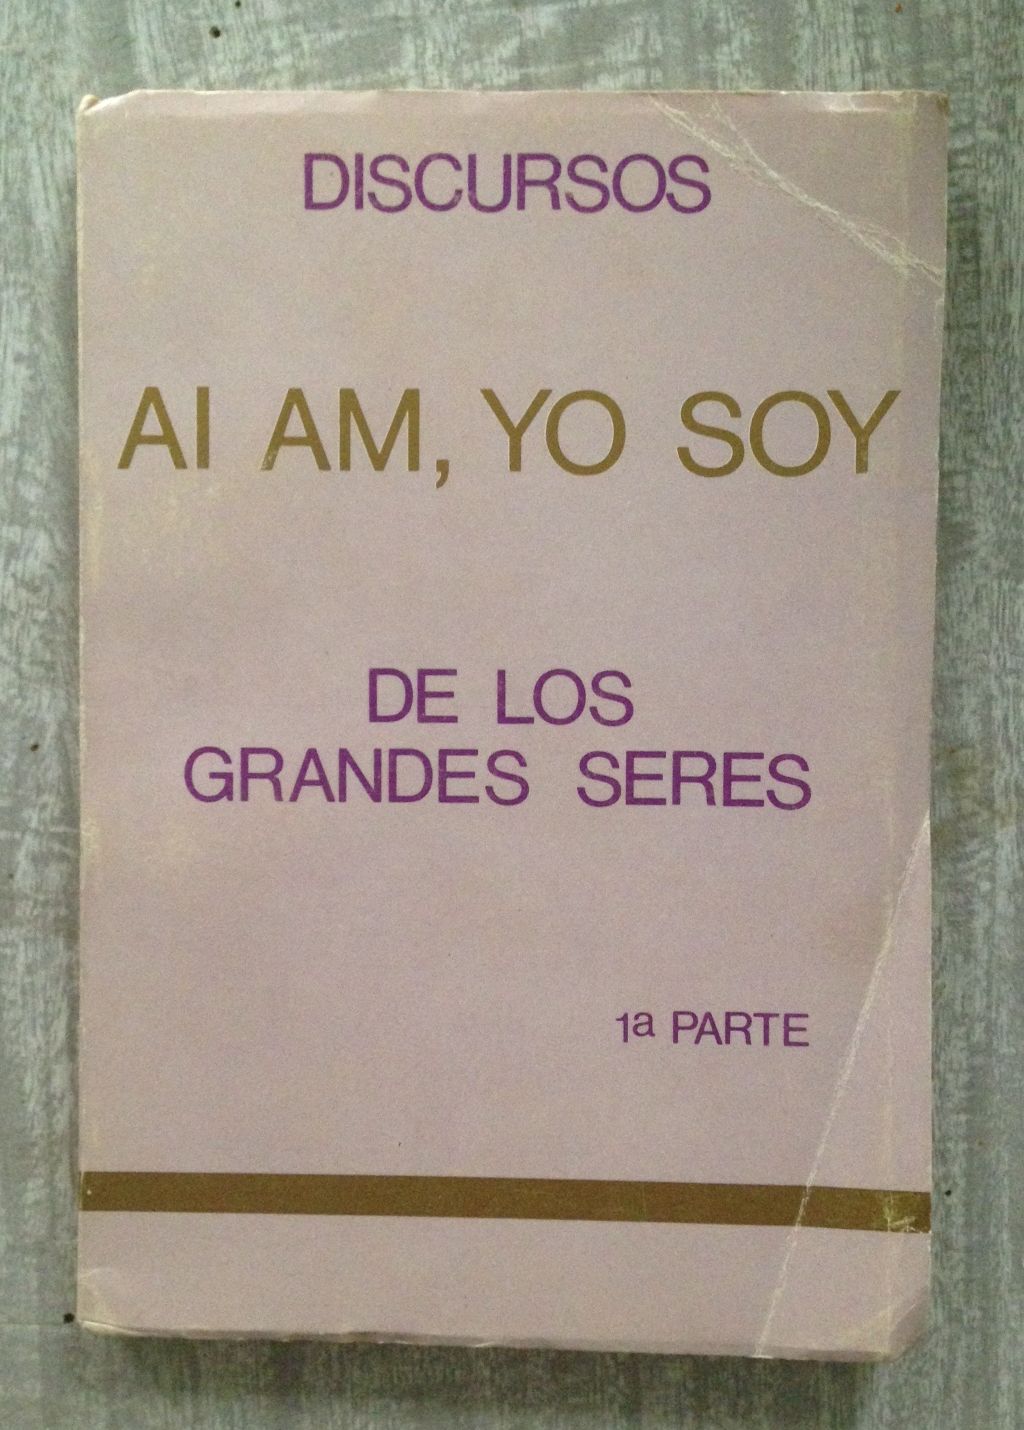 DISCURSOS
AI AM, YO SOY
DE LOS
GRANDES SERES
1a PARTE